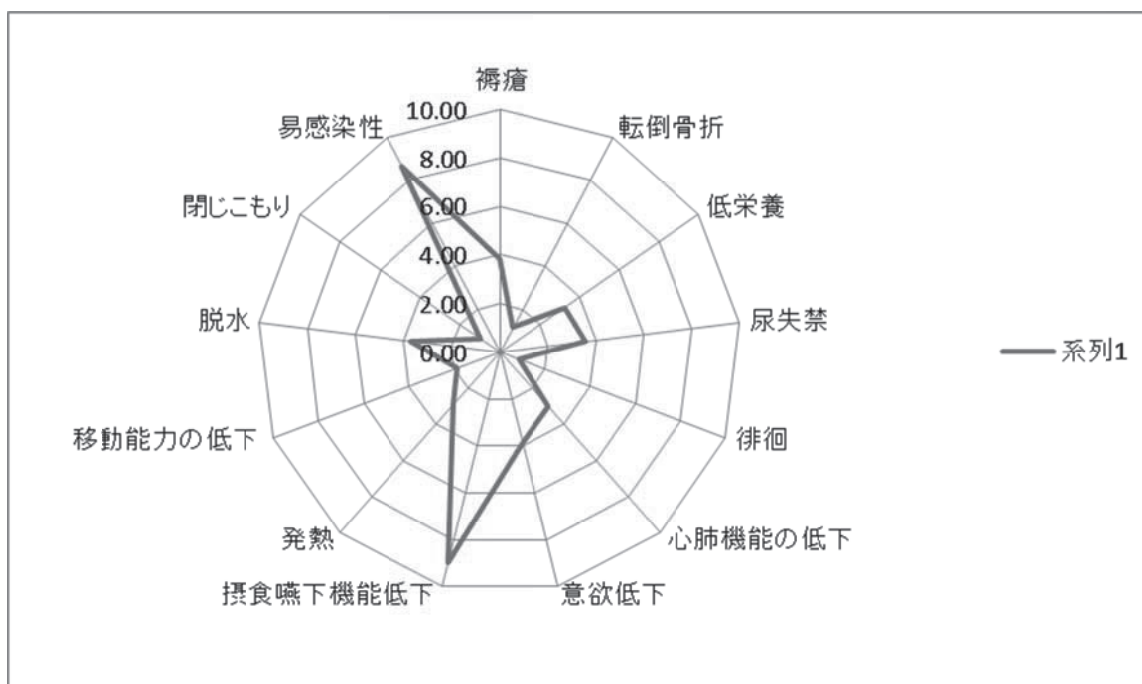 褥瘡
10.00
易感染性
転倒骨折
8.00
閉じこもり
低栄養
6.00
4.00
2.00
脱水
尿失禁
0.00
系列1
移動能力の低下
徘徊
発熱
心肺機能の低下
摂食嚥下機能低下
意欲低下